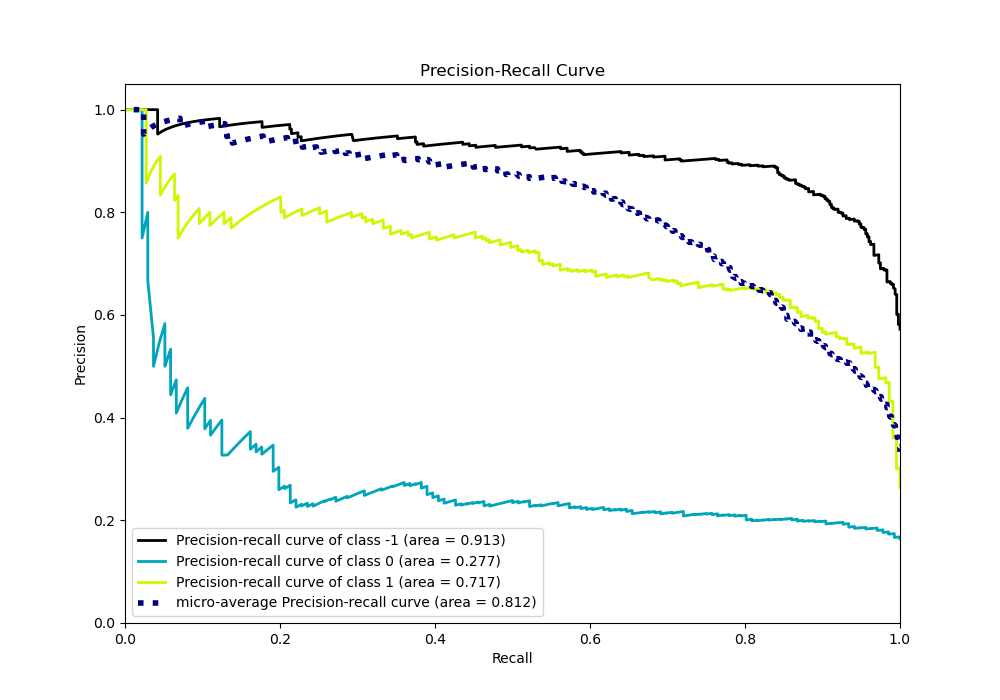 Precision-Recall Curve
1.0
0.8
0.6
0.4
0.2
0.0
Precision
Precision-recall curve of class -1 (area = 0.913)
Precision-recall curve of class 0 (area = 0.277)
Precision-recall curve of class 1 (area = 0.717)
micro-average Precision-recall curve (area = 0.812)
0.0 0.2 0.4 0.6 0.8 1.0
Recall